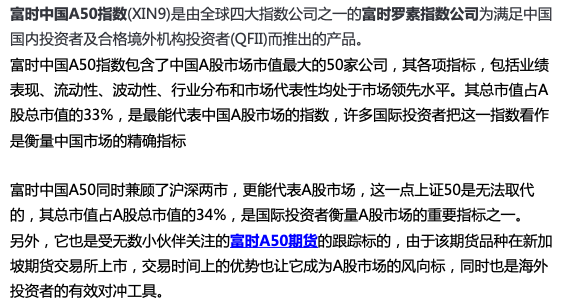 富时中国A50指数(XIN9)是由全球四大指数公司之一的富时罗素指数公司为满足中国
国内投资者及合格境外机构投资者(QFII)而推出的产品。
富时中国A50指数包含了中国A股市场市值最大的50家公司，其各项指标，包括业绩
表现、流动性、波动性、行业分布和市场代表性均处于市场领先水平。其总市值占A
股总市值的33%，是最能代表中国A股市场的指数，许多国际投资者把这一指数看作
是衡量中国市场的精确指标
富时中国A50同时兼顾了沪深两市，更能代表A股市场，这一点上证50是无法取代
的，其总市值占A股总市值的34%，是国际投资者衡量A股市场的重要指标之一。
另外，它也是受无数小伙伴关注的富时A50期货的跟踪标的，由于该期货品种在新加
坡期货交易所上市，交易时间上的优势也让它成为A股市场的风向标，同时也是海外
投资者的有效对冲工具。